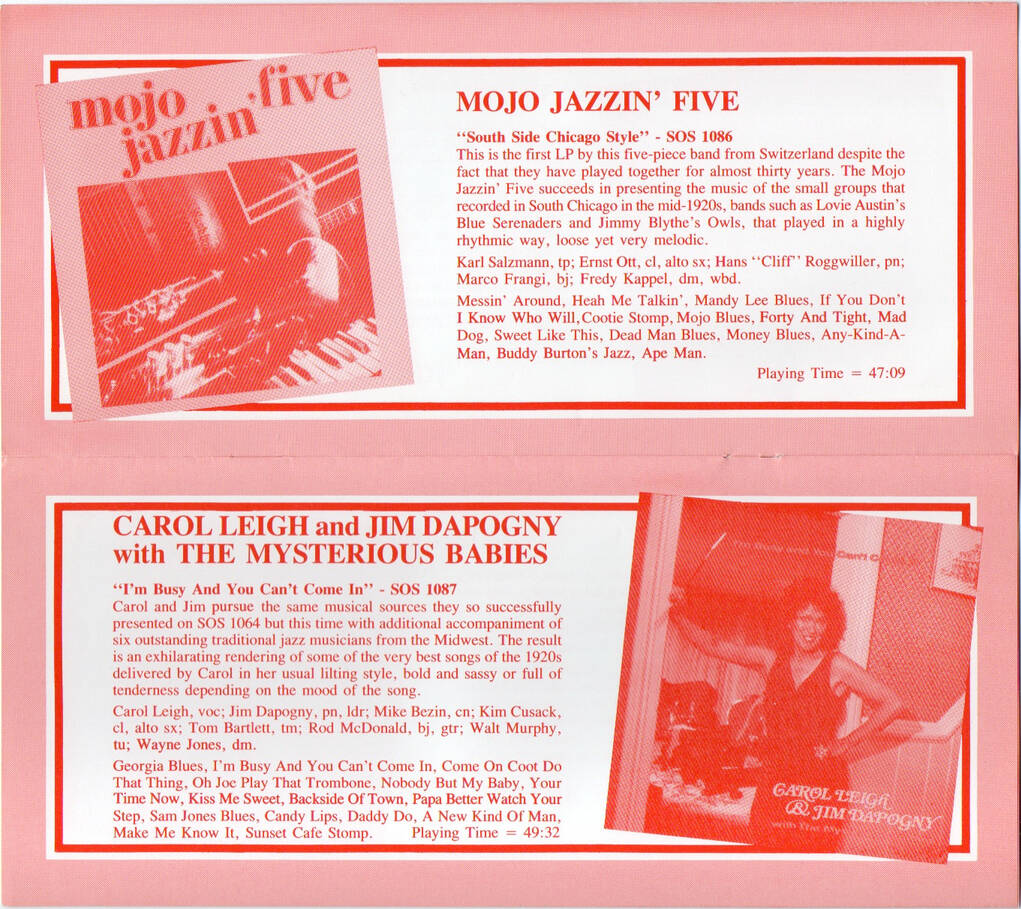 mojo
jazzin' five
MOJO JAZZIN' FIVE
"South Side Chicago Style" - SOS 1086
This is the first LP by this five-piece band from Switzerland despite the
fact that they have played together for almost thirty years. The Mojo
Jazzin' Five succeeds in presenting the music of the small groups that
recorded in South Chicago in the mid-1920s, bands such as Lovie Austin's
Blue Serenaders and Jimmy Blythe's Owls, that played in a highly
rhythmic way, loose yet very melodic.
Karl Salzmann, tp; Ernst Ott, cl, alto sx; Hans "Cliff" Roggwiller, pn;
Marco Frangi, bj; Fredy Kappel, dm, wbd.
Messin' Around, Heah Me Talkin', Mandy Lee Blues, If You Don't
I Know Who Will, Cootie Stomp, Mojo Blues, Forty And Tight, Mad
Dog, Sweet Like This, Dead Man Blues, Money Blues, Any-Kind-A-
Man, Buddy Burton's Jazz, Ape Man.
Playing Time = 47:09
CAROL LEIGH and JIM DAPOGNY
with THE MYSTERIOUS BABIES
"I'm Busy And You Can't Come In" - SOS 1087
Carol and Jim pursue the same musical sources they so successfully
presented on SOS 1064 but this time with additional accompaniment of
six outstanding traditional jazz musicians from the Midwest. The result
is an exhilarating rendering of some of the very best songs of the 1920s
delivered by Carol in her usual lilting style, bold and sassy or full of
tenderness depending on the mood of the song.
Carol Leigh, voc; Jim Dapogny, pn, ldr; Mike Bezin, cn; Kim Cusack,
cl, alto sx; Tom Bartlett, tm; Rod McDonald, bj, gtr; Walt Murphy,
tu; Wayne Jones, dm.
Georgia Blues, I'm Busy And You Can't Come In, Come On Coot Do
That Thing, Oh Joe Play That Trombone, Nobody But My Baby, Your
Time Now, Kiss Me Sweet, Backside Of Town, Papa Better Watch Your
Step, Sam Jones Blues, Candy Lips, Daddy Do, A New Kind Of Man,
Make Me Know It, Sunset Cafe Stomp. Playing Time = 49:32
I'm Busy and You Can't
CAROL LEIGH
& JIM DAPOGNY
with The